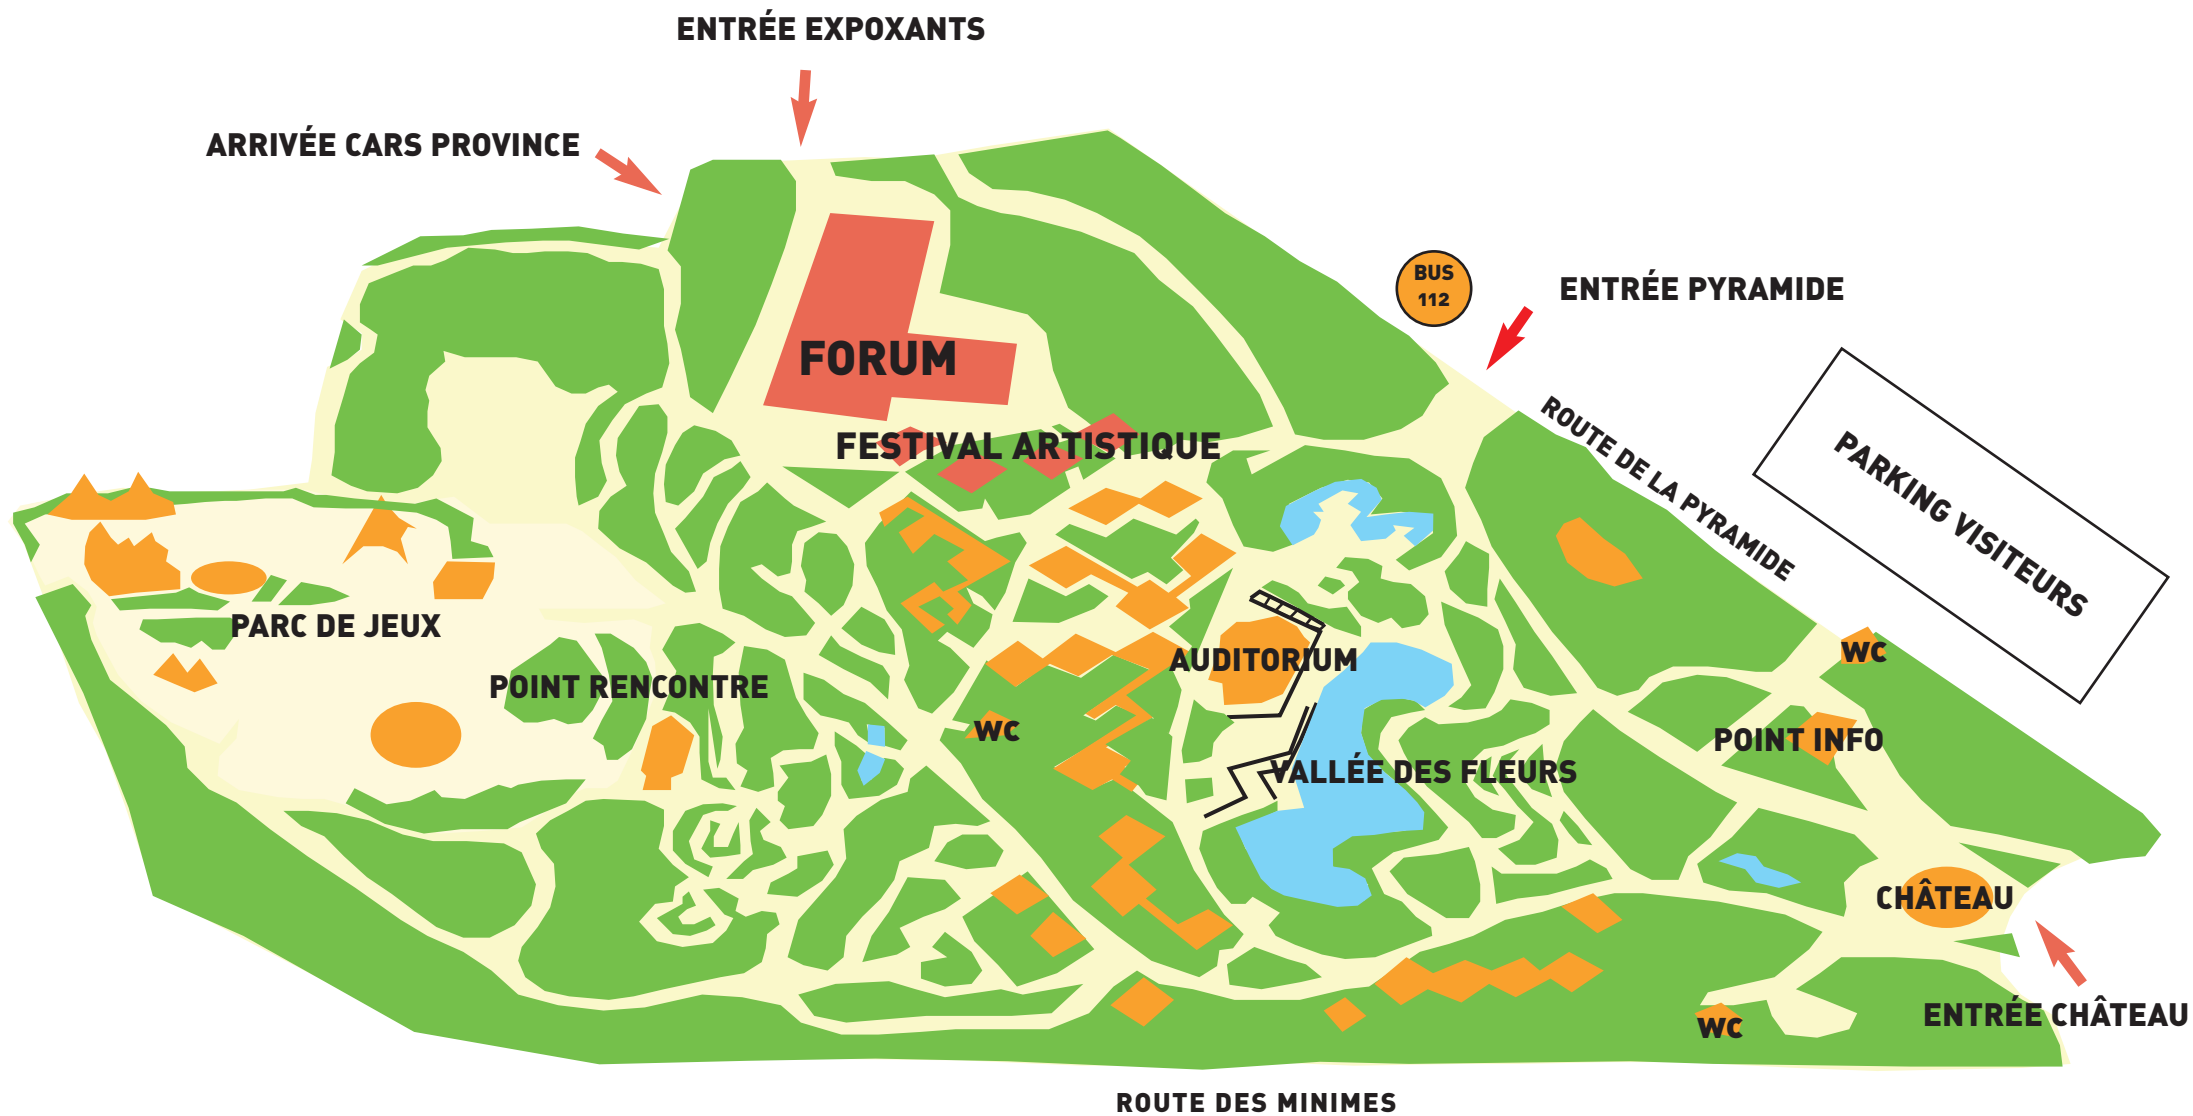 ENTRÉE EXPOXANTS
ARRIVÉE CARS PROVINCE
BUS
112
ENTRÉE PYRAMIDE
FORUM
FESTIVAL ARTISTIQUE
ROUTE DE LA PYRAMIDE
PARKING VISITEURS
PARC DE JEUX
POINT RENCONTRE
AUDITORIUM
WC
WC
POINT INFO
VALLÉE DES FLEURS
CHÂTEAU
ENTRÉE CHÂTEAU
WC
ROUTE DES MINIMES